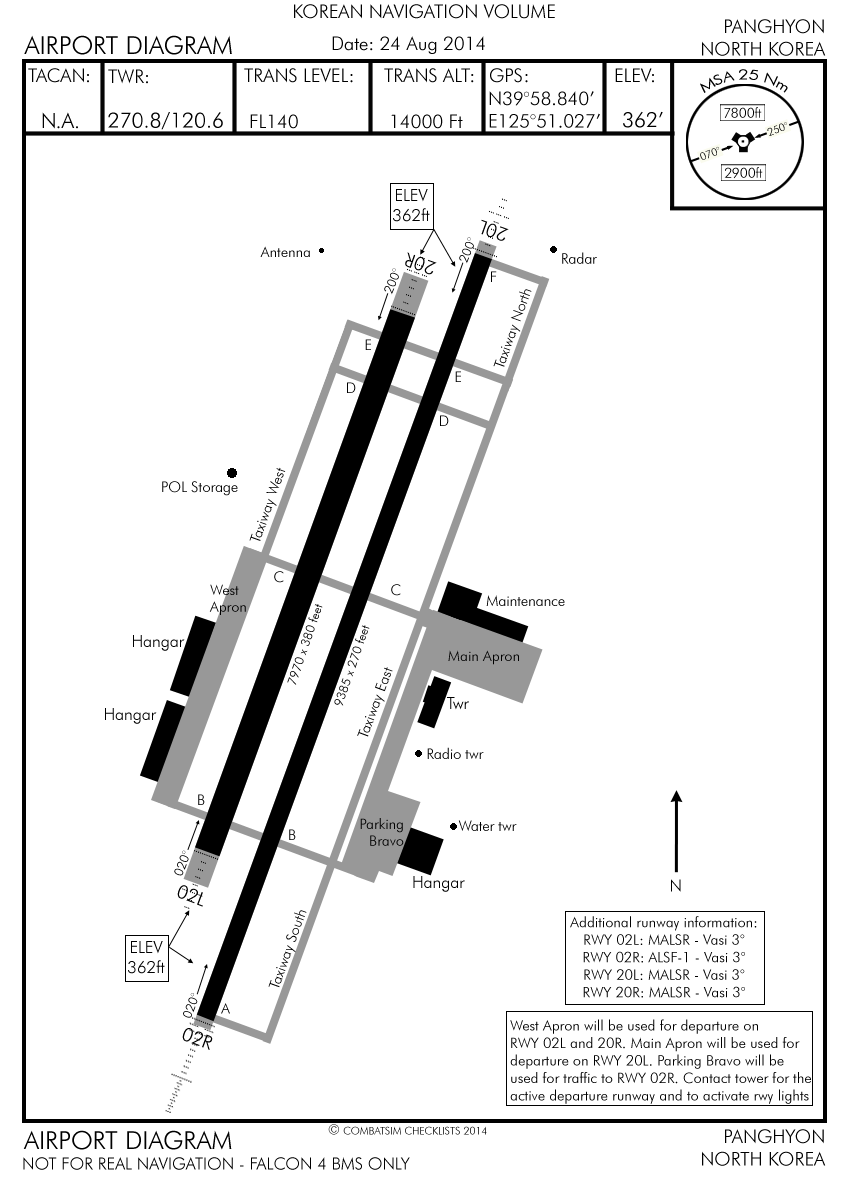 KOREAN NAVIGATION VOLUME
AIRPORT DIAGRAM
Date: 24 Aug 2014
PANGHYON
NORTH KOREA
TACAN:
N.A.
TWR:
270.8/120.6
TRANS LEVEL:
FL140
TRANS ALT:
14000 Ft
GPS:
N39°58.840'
E125°51.027'
ELEV:
362'
MSA 25 Nm
7800ft
250°
070°
2900ft
ELEV
362ft
20L
20R
200°
200°
Antenna
Radar
F
Taxiway North
E
E
D
D
POL Storage
Taxiway West
C
C
West
Apron
Maintenance
Hangar
7970 x 380 feet
9385 x 270 feet
Main Apron
Taxiway East
Hangar
Twr
Radio twr
B
B
Parking
Bravo
Water twr
Hangar
020°
02L
N
ELEV
362ft
Taxiway South
020°
A
02R
Additional runway information:
RWY 02L: MALSR - Vasi 3°
RWY 02R: ALSF-1 - Vasi 3°
RWY 20L: MALSR - Vasi 3°
RWY 20R: MALSR - Vasi 3°
West Apron will be used for departure on
RWY 02L and 20R. Main Apron will be used for
departure on RWY 20L. Parking Bravo will be
used for traffic to RWY 02R. Contact tower for the
active departure runway and to activate rwy lights
© COMBATSIM CHECKLISTS 2014
AIRPORT DIAGRAM
NOT FOR REAL NAVIGATION - FALCON 4 BMS ONLY
PANGHYON
NORTH KOREA